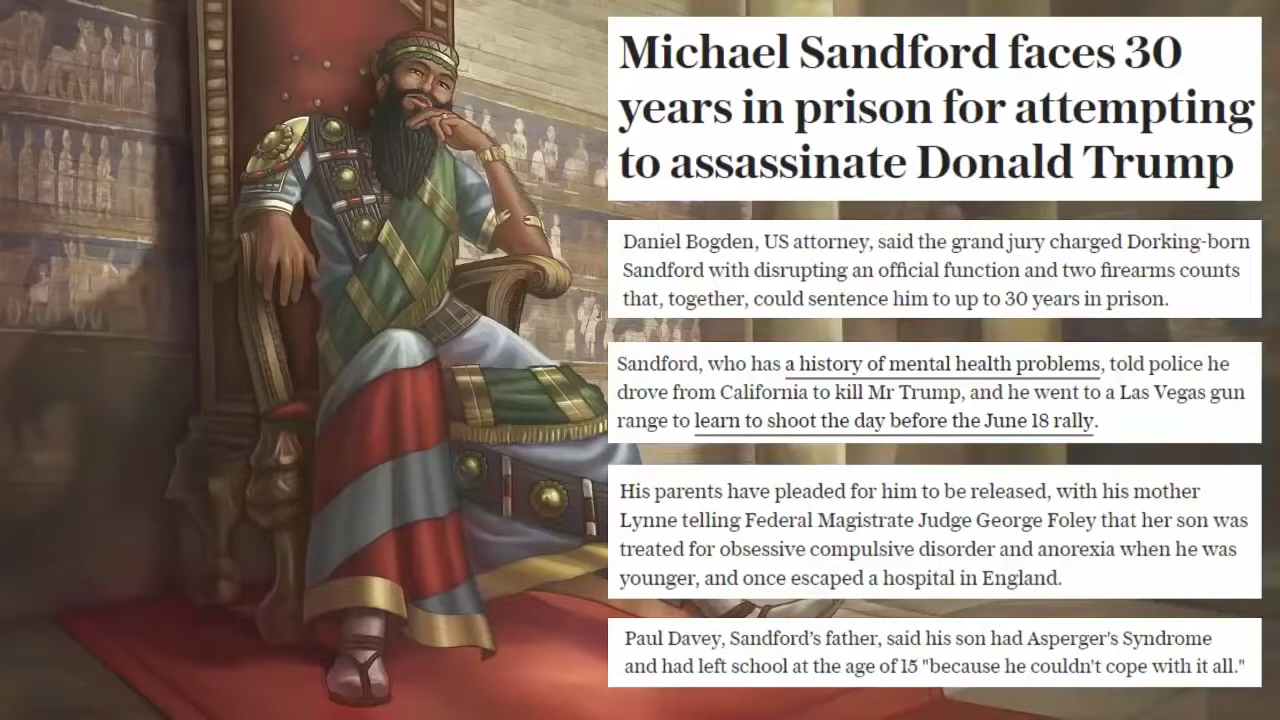 Michael Sandford faces 30
years in prison for attempting
to assassinate Donald Trump
Daniel Bogden, US attorney, said the grand jury charged Dorking-born
Sandford with disrupting an official function and two firearms counts
that, together, could sentence him to up to 30 years in prison.
Sandford, who has a history of mental health problems, told police he
drove from California to kill Mr Trump, and he went to a Las Vegas gun
range to learn to shoot the day before the June 18 rally.
His parents have pleaded for him to be released, with his mother
Lynne telling Federal Magistrate Judge George Foley that her son was
treated for obsessive compulsive disorder and anorexia when he was
younger, and once escaped a hospital in England.
Paul Davey, Sandford’s father, said his son had Asperger's Syndrome
and had left school at the age of 15 "because he couldn't cope with it all."